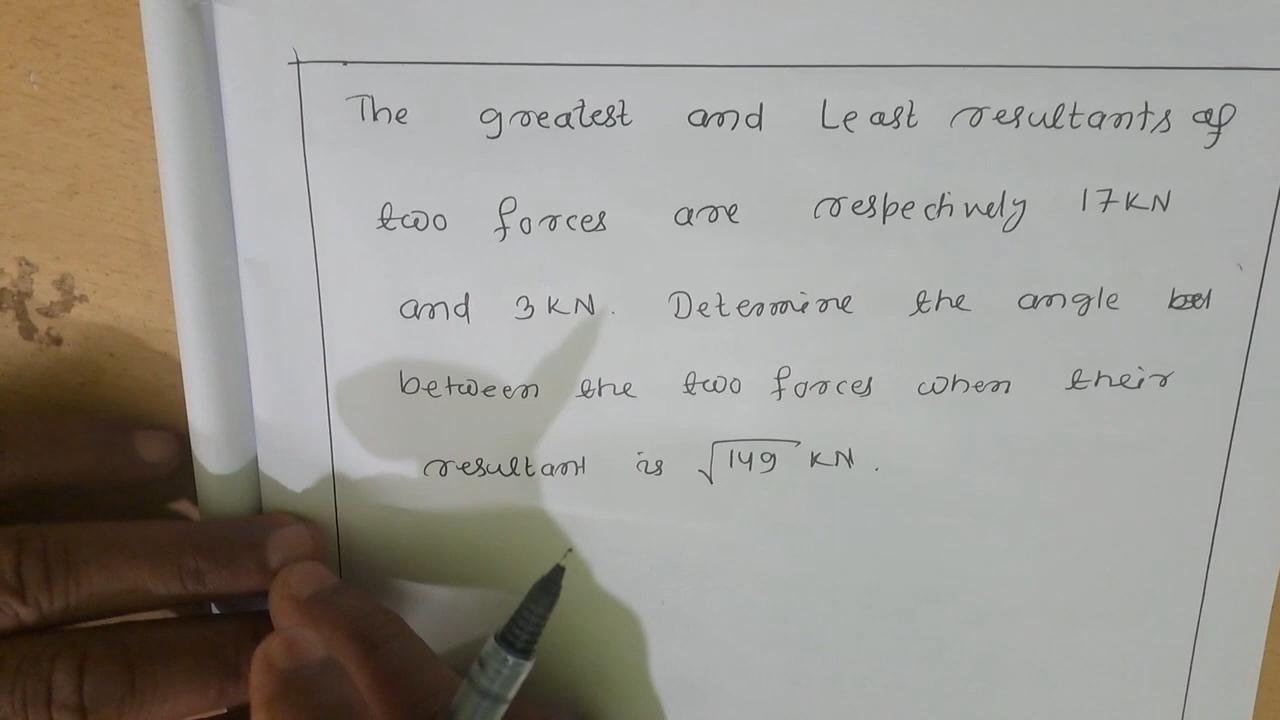 The greatest and Least resultants of
two forces are respectively 17KN
and 3KN. Determine the angle
between the two forces when their
resultant is √149 KN.